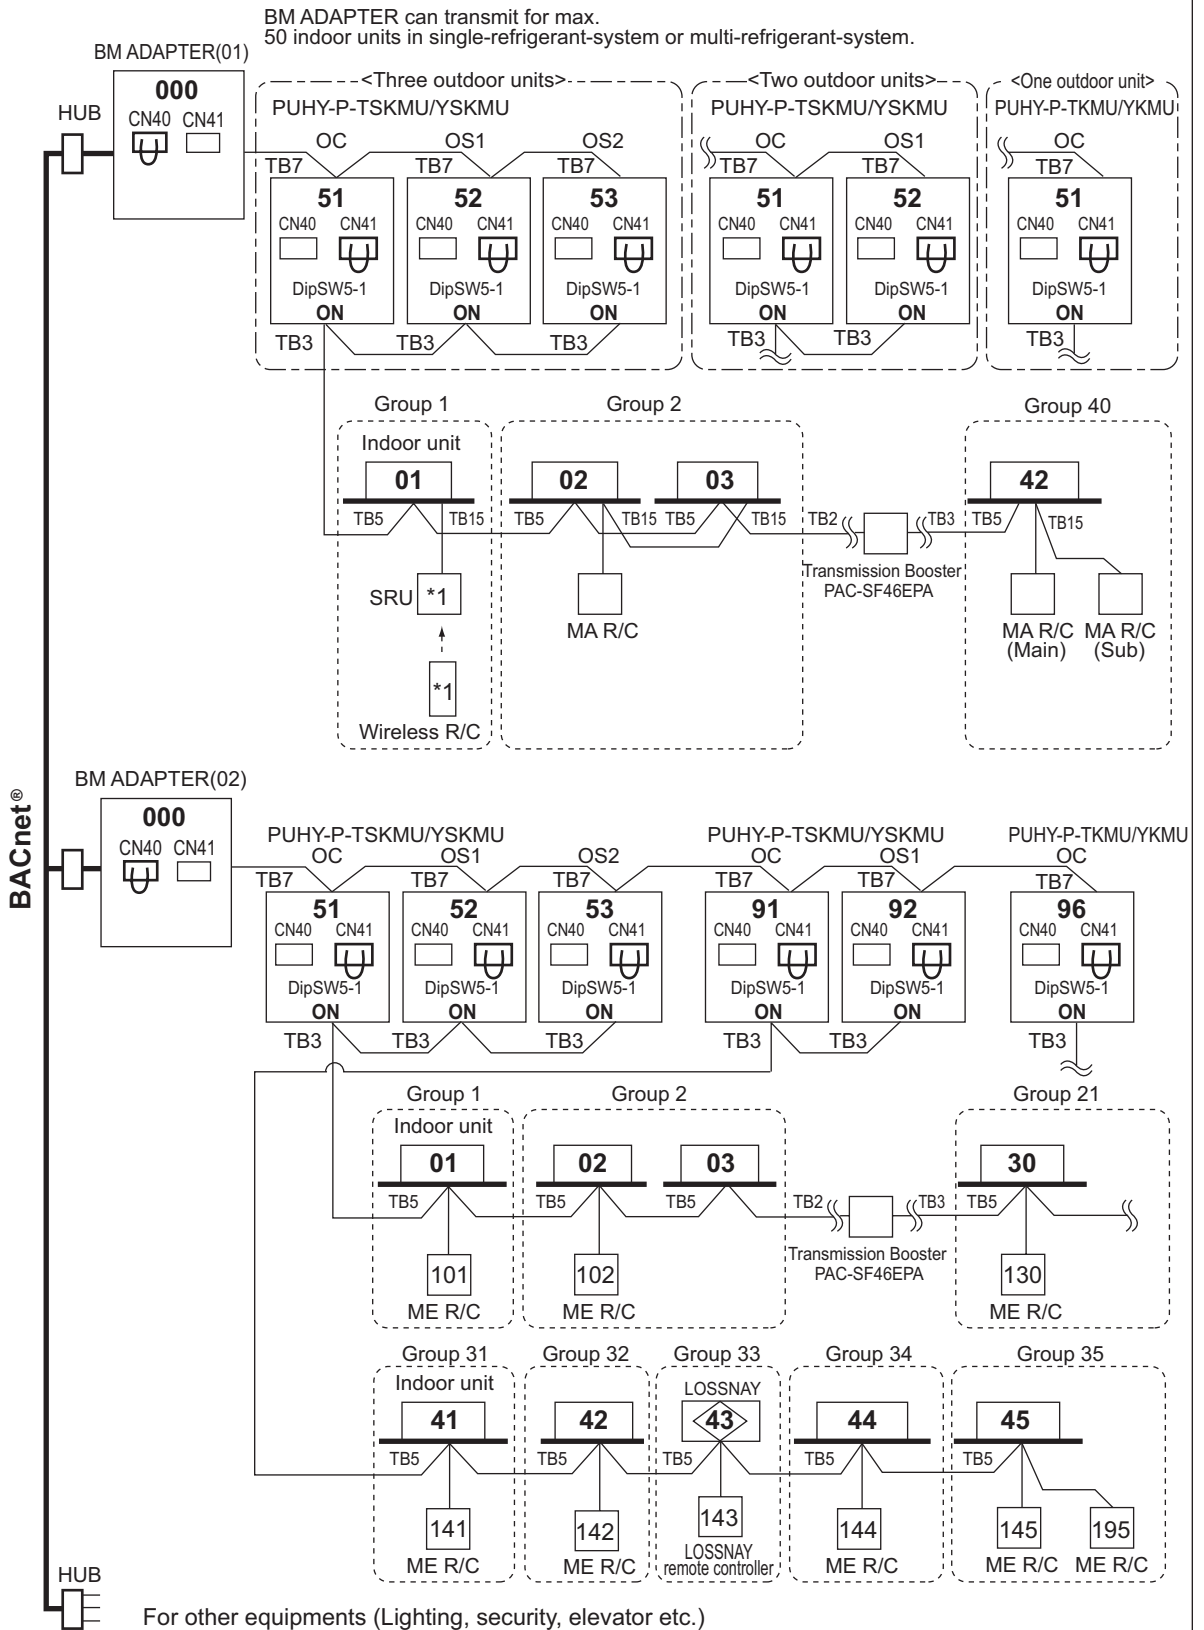 BM ADAPTER can transmit for max.
50 indoor units in single-refrigerant-system or multi-refrigerant-system.
BM ADAPTER(01)
000
CN40 CN41
HUB
<Three outdoor units>
PUHY-P-TSKMU/YSKMU
<Two outdoor units>
PUHY-P-TSKMU/YSKMU
<One outdoor unit>
PUHY-P-TKMU/YKMU
OC OS1 OS2 OC OS1 OC
TB7 TB7 TB7 TB7 TB7 TB7
51 52 53 51 52 51
CN40 CN41 CN40 CN41 CN40 CN41 CN40 CN41 CN40 CN41 CN40 CN41
DipSW5-1 DipSW5-1 DipSW5-1 DipSW5-1 DipSW5-1 DipSW5-1
ON ON ON ON ON ON
TB3 TB3 TB3 TB3 TB3 TB3
Group 1 Group 2 Group 40
Indoor unit
01 02 03 42
TB5 TB15 TB5 TB15 TB5 TB15 TB2 TB3 TB5 TB15
Transmission Booster
PAC-SF46EPA
SRU *1
MA R/C
MA R/C
(Main)
MA R/C
(Sub)
*1
Wireless R/C
BACnet®
BM ADAPTER(02)
000
CN40 CN41
PUHY-P-TSKMU/YSKMU PUHY-P-TSKMU/YSKMU PUHY-P-TKMU/YKMU
OC OS1 OS2 OC OS1 OC
TB7 TB7 TB7 TB7 TB7 TB7
51 52 53 91 92 96
CN40 CN41 CN40 CN41 CN40 CN41 CN40 CN41 CN40 CN41 CN40 CN41
DipSW5-1 DipSW5-1 DipSW5-1 DipSW5-1 DipSW5-1 DipSW5-1
ON ON ON ON ON ON
TB3 TB3 TB3 TB3 TB3 TB3
Group 1 Group 2 Group 21
Indoor unit
01 02 03 30
TB5 TB5 TB5 TB2 TB3 TB5
Transmission Booster
PAC-SF46EPA
101 102 130
ME R/C ME R/C ME R/C
Group 31 Group 32 Group 33 Group 34 Group 35
Indoor unit
LOSSNAY
41 42 43 44 45
TB5 TB5 TB5 TB5 TB5
141 142 143 144 145 195
ME R/C ME R/C
LOSSNAY
remote controller
ME R/C ME R/C ME R/C
HUB
For other equipments (Lighting, security, elevator etc.)